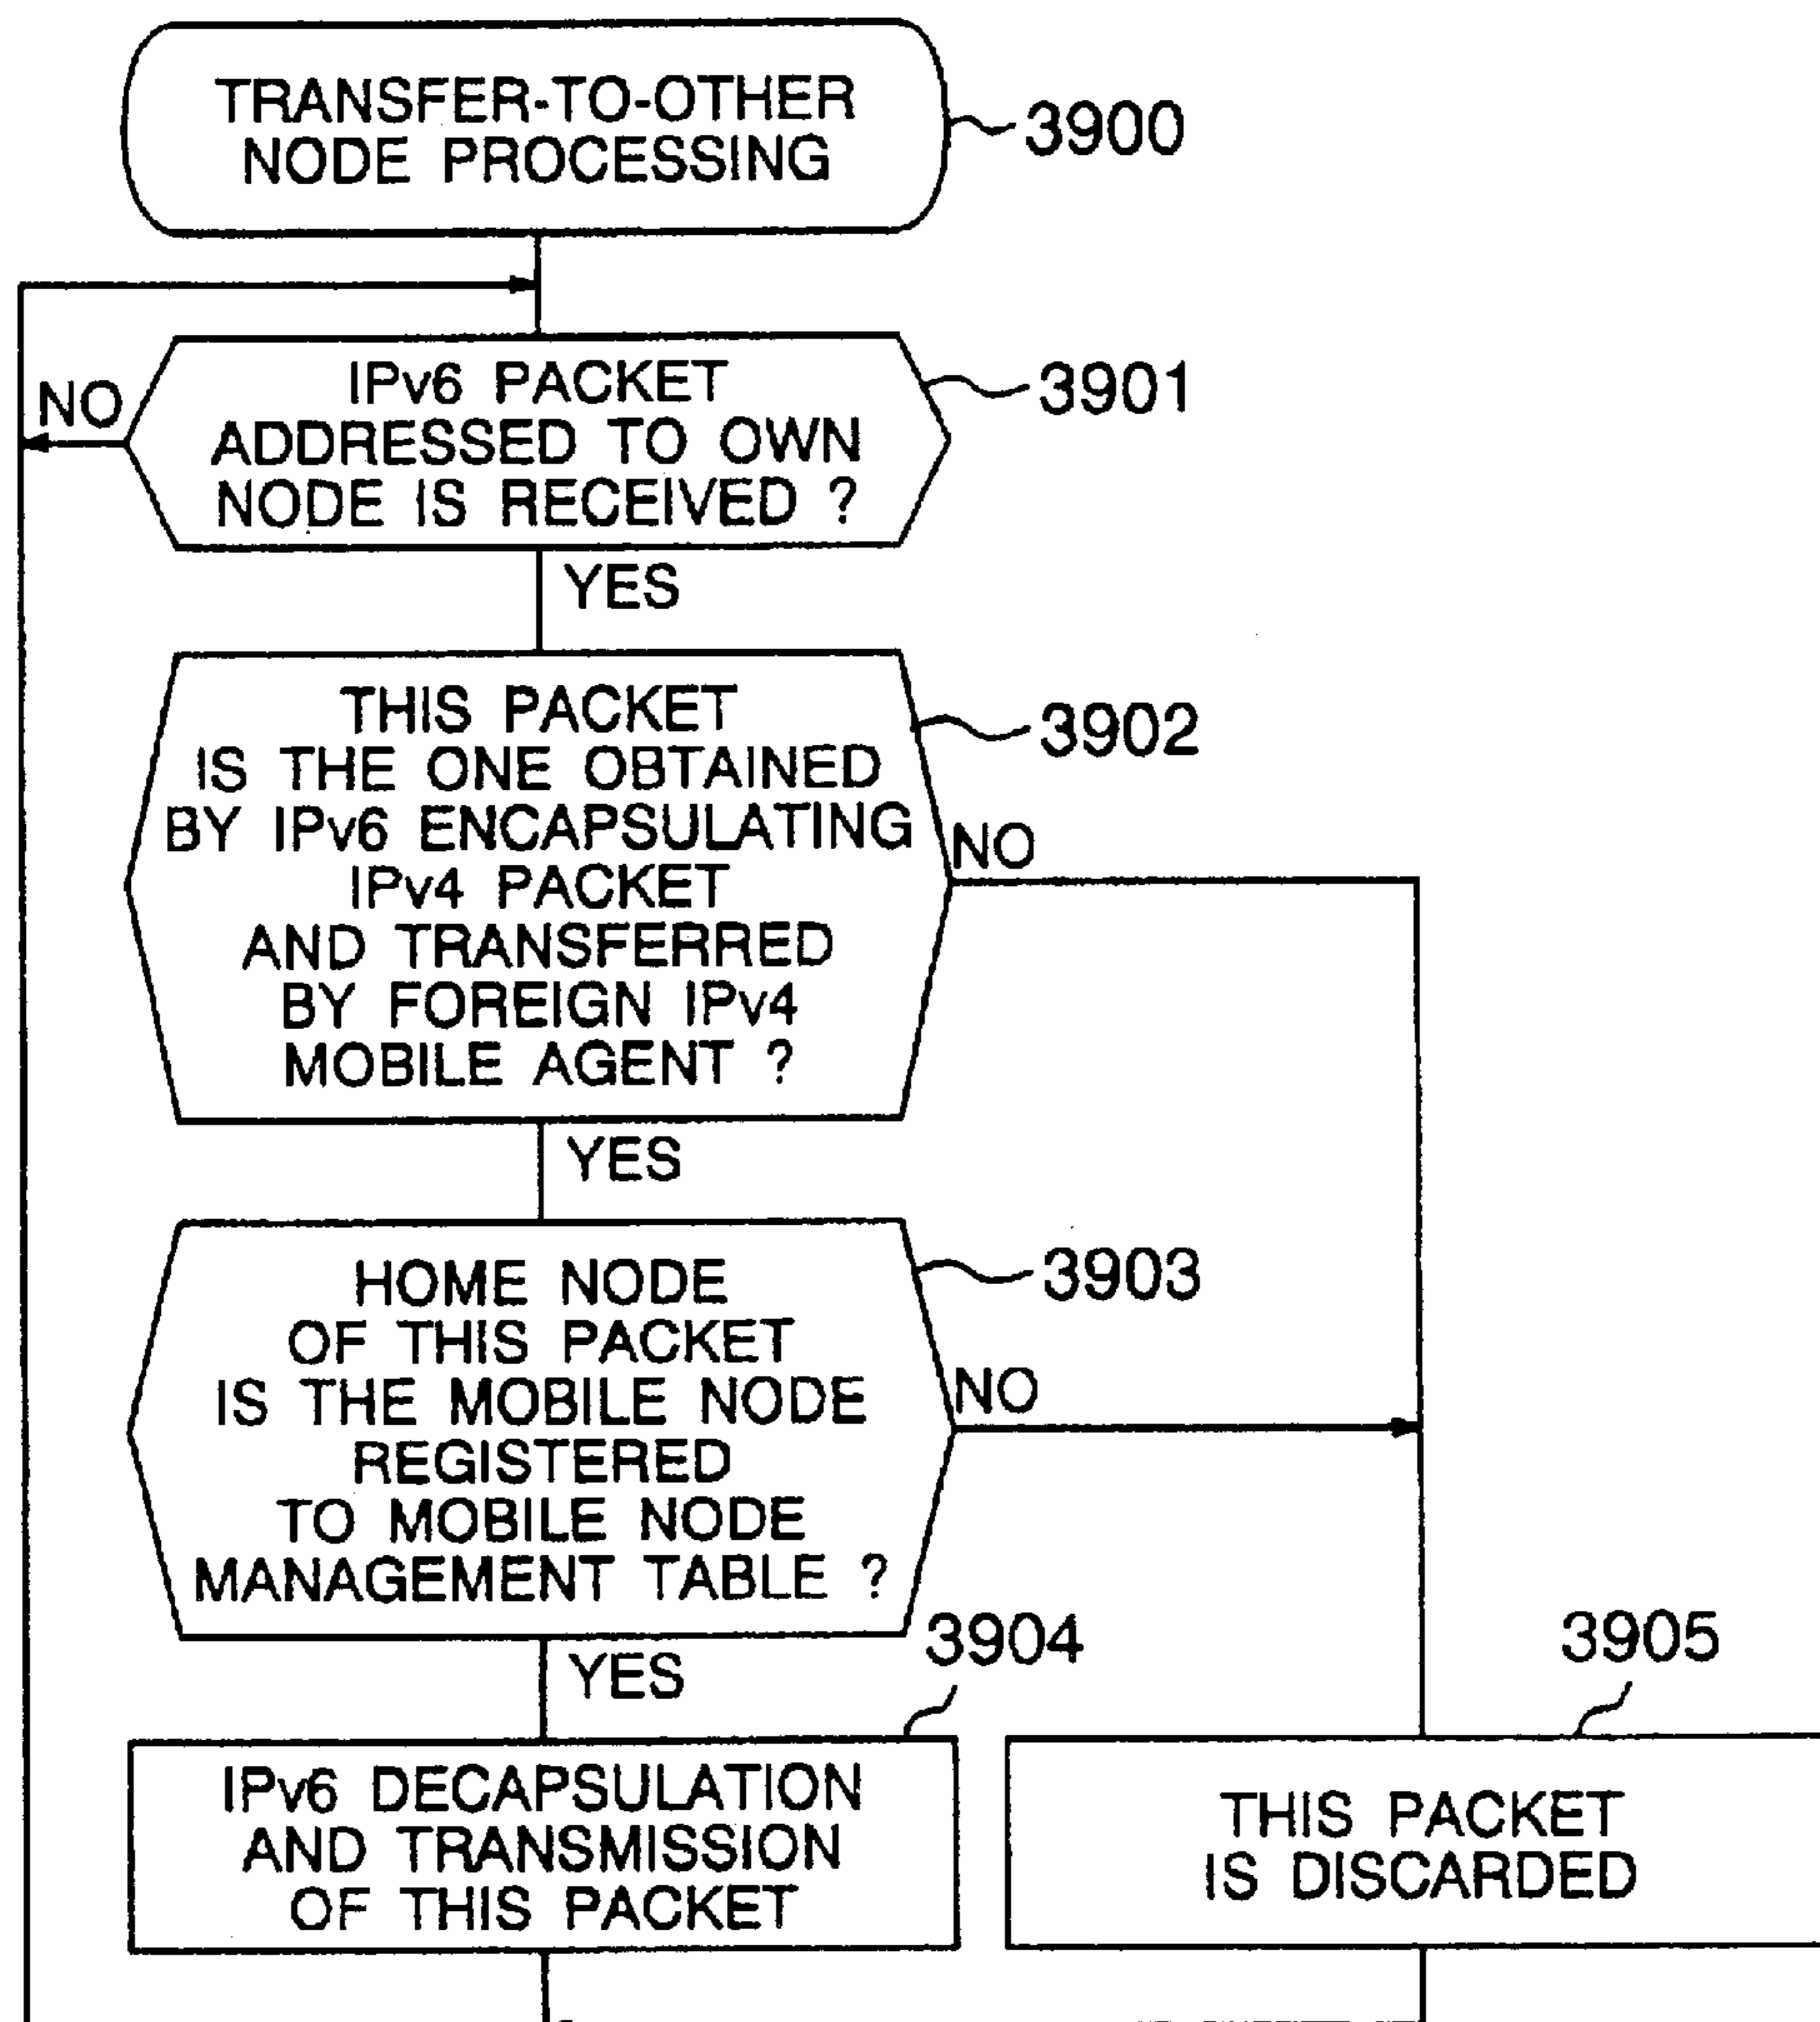 TRANSFER-TO-OTHER
NODE PROCESSING
3900
IPv6 PACKET
ADDRESSED TO OWN
NODE IS RECEIVED ?
3901
NO
YES
THIS PACKET
IS THE ONE OBTAINED
BY IPv6 ENCAPSULATING
IPv4 PACKET
AND TRANSFERRED
BY FOREIGN IPv4
MOBILE AGENT ?
3902
NO
YES
HOME NODE
OF THIS PACKET
IS THE MOBILE NODE
REGISTERED
TO MOBILE NODE
MANAGEMENT TABLE ?
3903
NO
YES
3904
3905
IPv6 DECAPSULATION
AND TRANSMISSION
OF THIS PACKET
THIS PACKET
IS DISCARDED